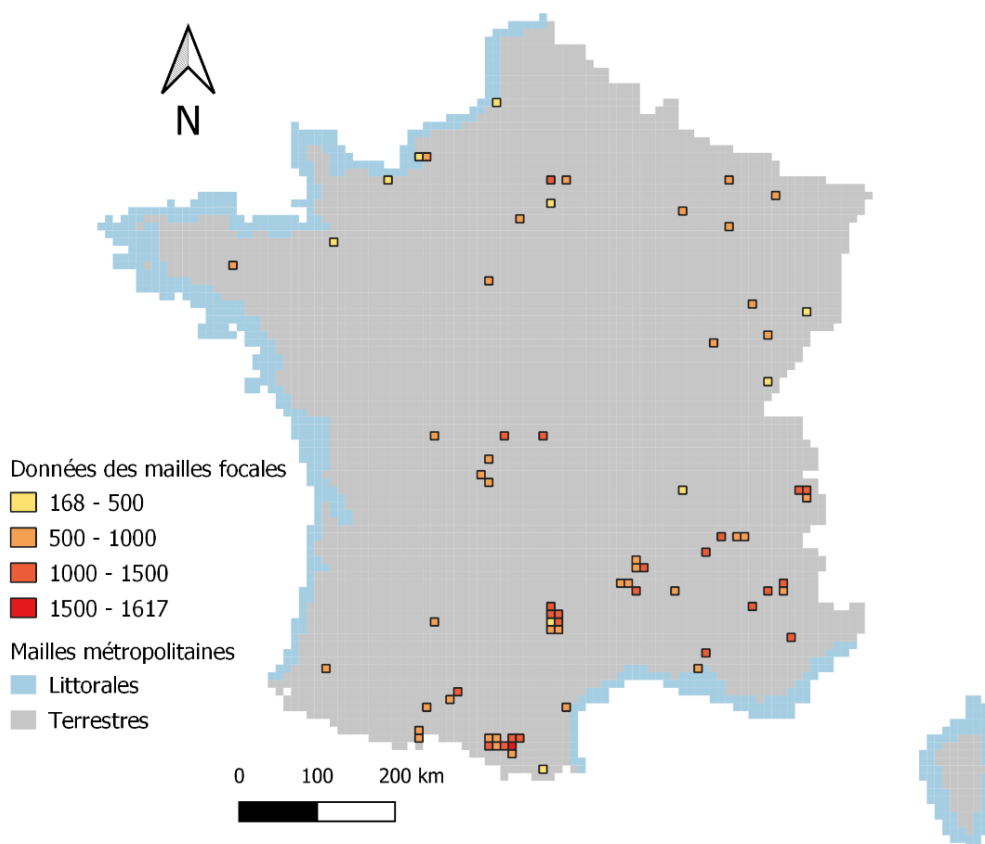 N
Données des mailles focales
168 - 500
500 - 1000
1000 - 1500
1500 - 1617
Mailles métropolitaines
Littorales
Terrestres
0 100 200 km